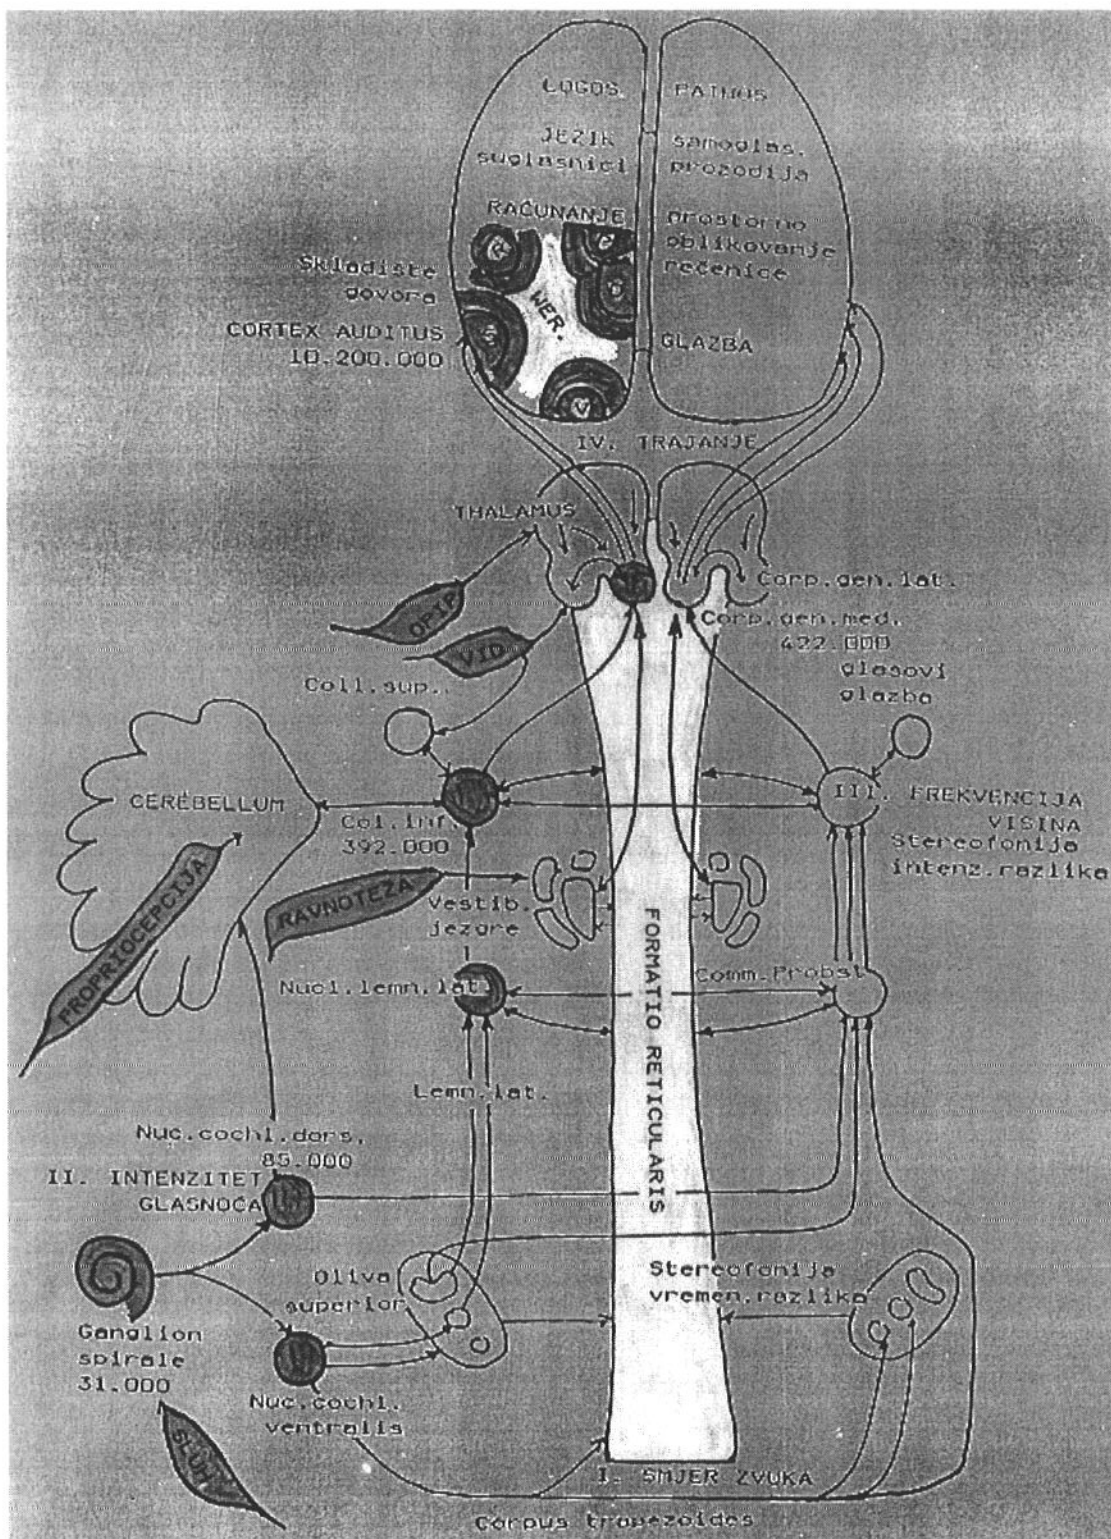 LOGOS
PATHOS
JEZIK
suglasnici
samoglas.
prozodija
RAČUNANJE
prostorno
oblikovanje
rečenice
Skladište
govora
WER.
CORTEX AUDITUS
10.200.000
GLAZBA
IV. TRAJANJE
THALAMUS
OPIP
VID
Corp.gen.lat.
Corp.gen.med.
422.000
glasovi
glazba
Coll.sup.
CEREBELLUM
Col.inf.
392.000
III. FREKVENCIJA
VISINA
Stereofonija
intenz.razlika
PROPRIOCEPCIJA
RAVNOTEŽA
Vestib.
jezgre
Nucl.lemn.lat.
Comm.Probst
FORMATIO RETICULARIS
Lemn.lat.
Nuc.cochl.dors.
85.000
II. INTENZITET
GLASNOĆA
Oliva
superior
Stereofonija
vremen.razlika
Ganglion
spirale
31.000
Nuc.cochl.
ventralis
SLUH
I. SMJER ZVUKA
Corpus trapezoides